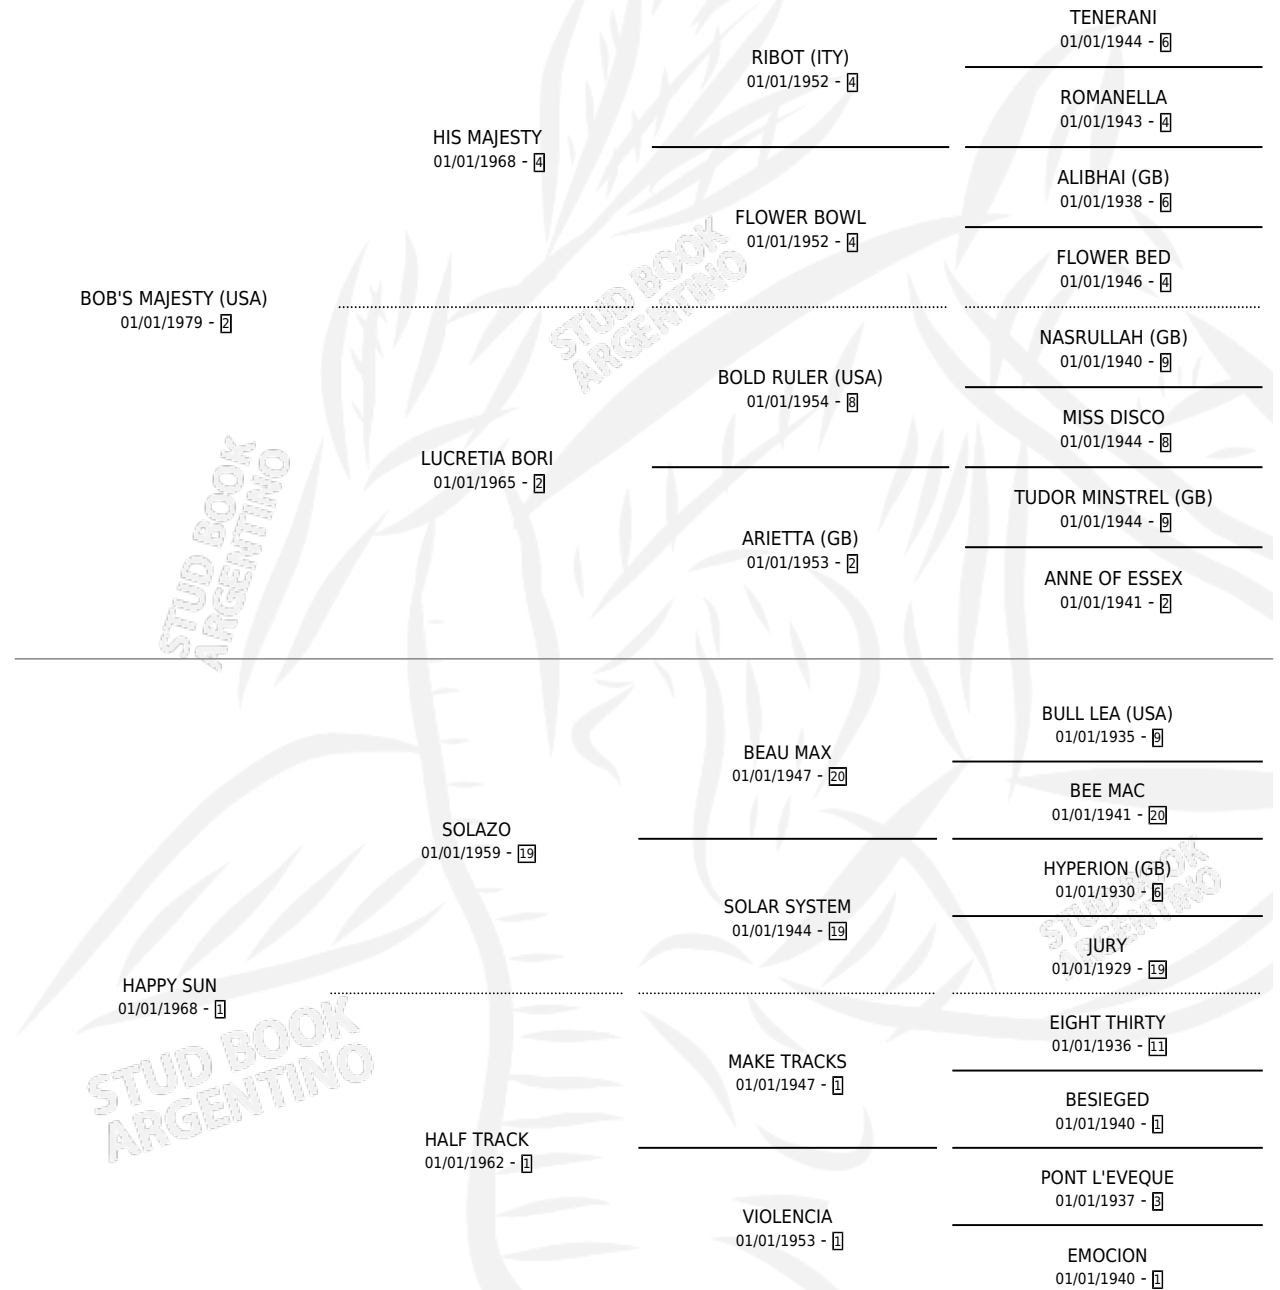 TENERANI
01/01/1944 - 6
RIBOT (ITY)
01/01/1952 - 4
ROMANELLA
01/01/1943 - 4
HIS MAJESTY
01/01/1968 - 4
ALIBHAI (GB)
01/01/1938 - 6
FLOWER BOWL
01/01/1952 - 4
FLOWER BED
01/01/1946 - 4
BOB'S MAJESTY (USA)
01/01/1979 - 2
NASRULLAH (GB)
01/01/1940 - 9
BOLD RULER (USA)
01/01/1954 - 8
MISS DISCO
01/01/1944 - 8
LUCRETIA BORI
01/01/1965 - 2
TUDOR MINSTREL (GB)
01/01/1944 - 9
ARIETTA (GB)
01/01/1953 - 2
ANNE OF ESSEX
01/01/1941 - 2
BULL LEA (USA)
01/01/1935 - 9
BEAU MAX
01/01/1947 - 20
BEE MAC
01/01/1941 - 20
SOLAZO
01/01/1959 - 19
HYPERION (GB)
01/01/1930 - 6
SOLAR SYSTEM
01/01/1944 - 19
JURY
01/01/1929 - 19
HAPPY SUN
01/01/1968 - 1
EIGHT THIRTY
01/01/1936 - 11
MAKE TRACKS
01/01/1947 - 1
BESIEGED
01/01/1940 - 1
HALF TRACK
01/01/1962 - 1
PONT L'EVEQUE
01/01/1937 - 3
VIOLENCIA
01/01/1953 - 1
EMOCION
01/01/1940 - 1
STUD BOOK
ARGENTINO
STUD BOOK
ARGENTINO
STUD BOOK
ARGENTINO
STUD BOOK
ARGENTINO